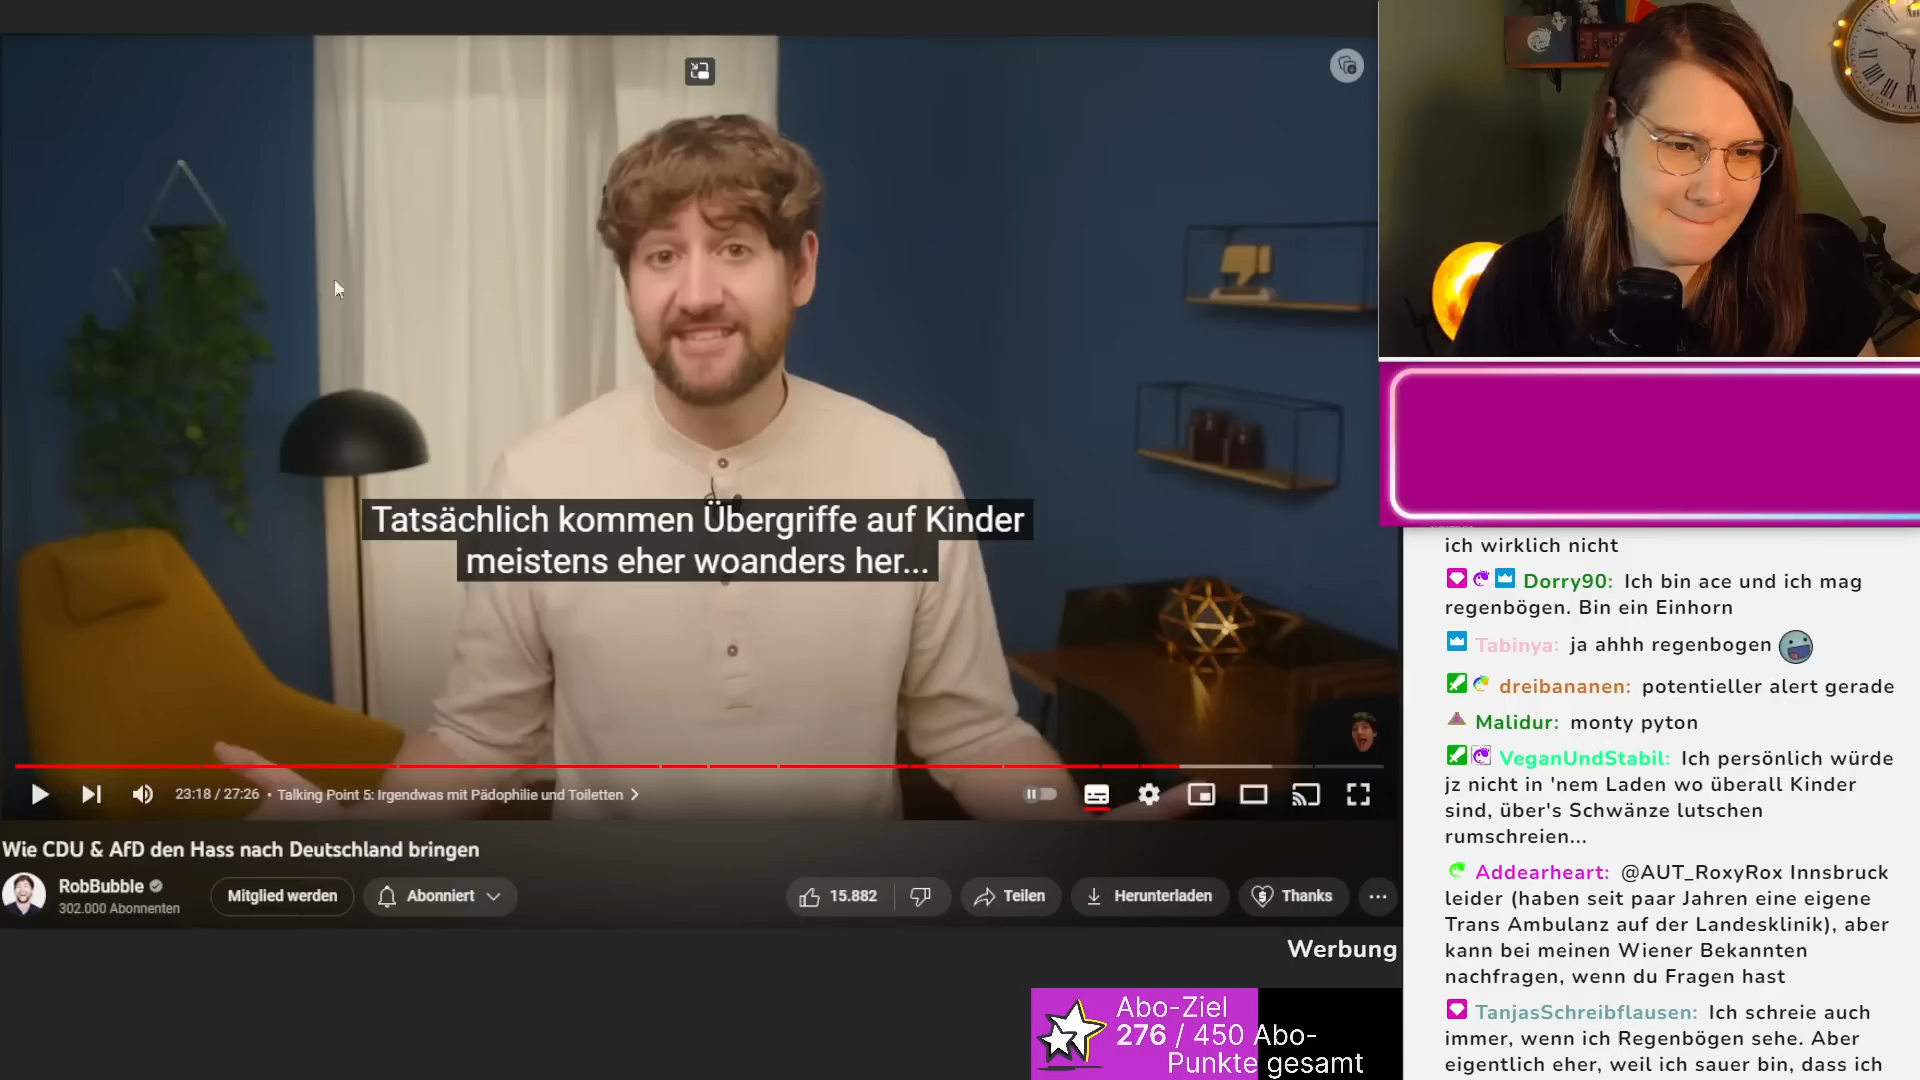 Tatsächlich kommen Übergriffe auf Kinder
meistens eher woanders her...
23:18 / 27:26 • Talking Point 5: Irgendwas mit Pädophilie und Toiletten
Wie CDU & AfD den Hass nach Deutschland bringen
RobBubble
302.000 Abonnenten
Mitglied werden
Abonniert
15.882
Teilen
Herunterladen
Thanks
Werbung
Abo-Ziel
276 / 450 Abo-
Punkte gesamt
ich wirklich nicht
Dorry90: Ich bin ace und ich mag
regenbögen. Bin ein Einhorn
Tabinya: ja ahhh regenbogen
dreibananen: potentieller alert gerade
Malidur: monty pyton
VeganUndStabil: Ich persönlich würde
jz nicht in 'nem Laden wo überall Kinder
sind, über's Schwänze lutschen
rumschreien...
Addearheart: @AUT_RoxyRox Innsbruck
leider (haben seit paar Jahren eine eigene
Trans Ambulanz auf der Landesklinik), aber
kann bei meinen Wiener Bekannten
nachfragen, wenn du Fragen hast
TanjasSchreibflausen: Ich schreie auch
immer, wenn ich Regenbögen sehe. Aber
eigentlich eher, weil ich sauer bin, dass ich